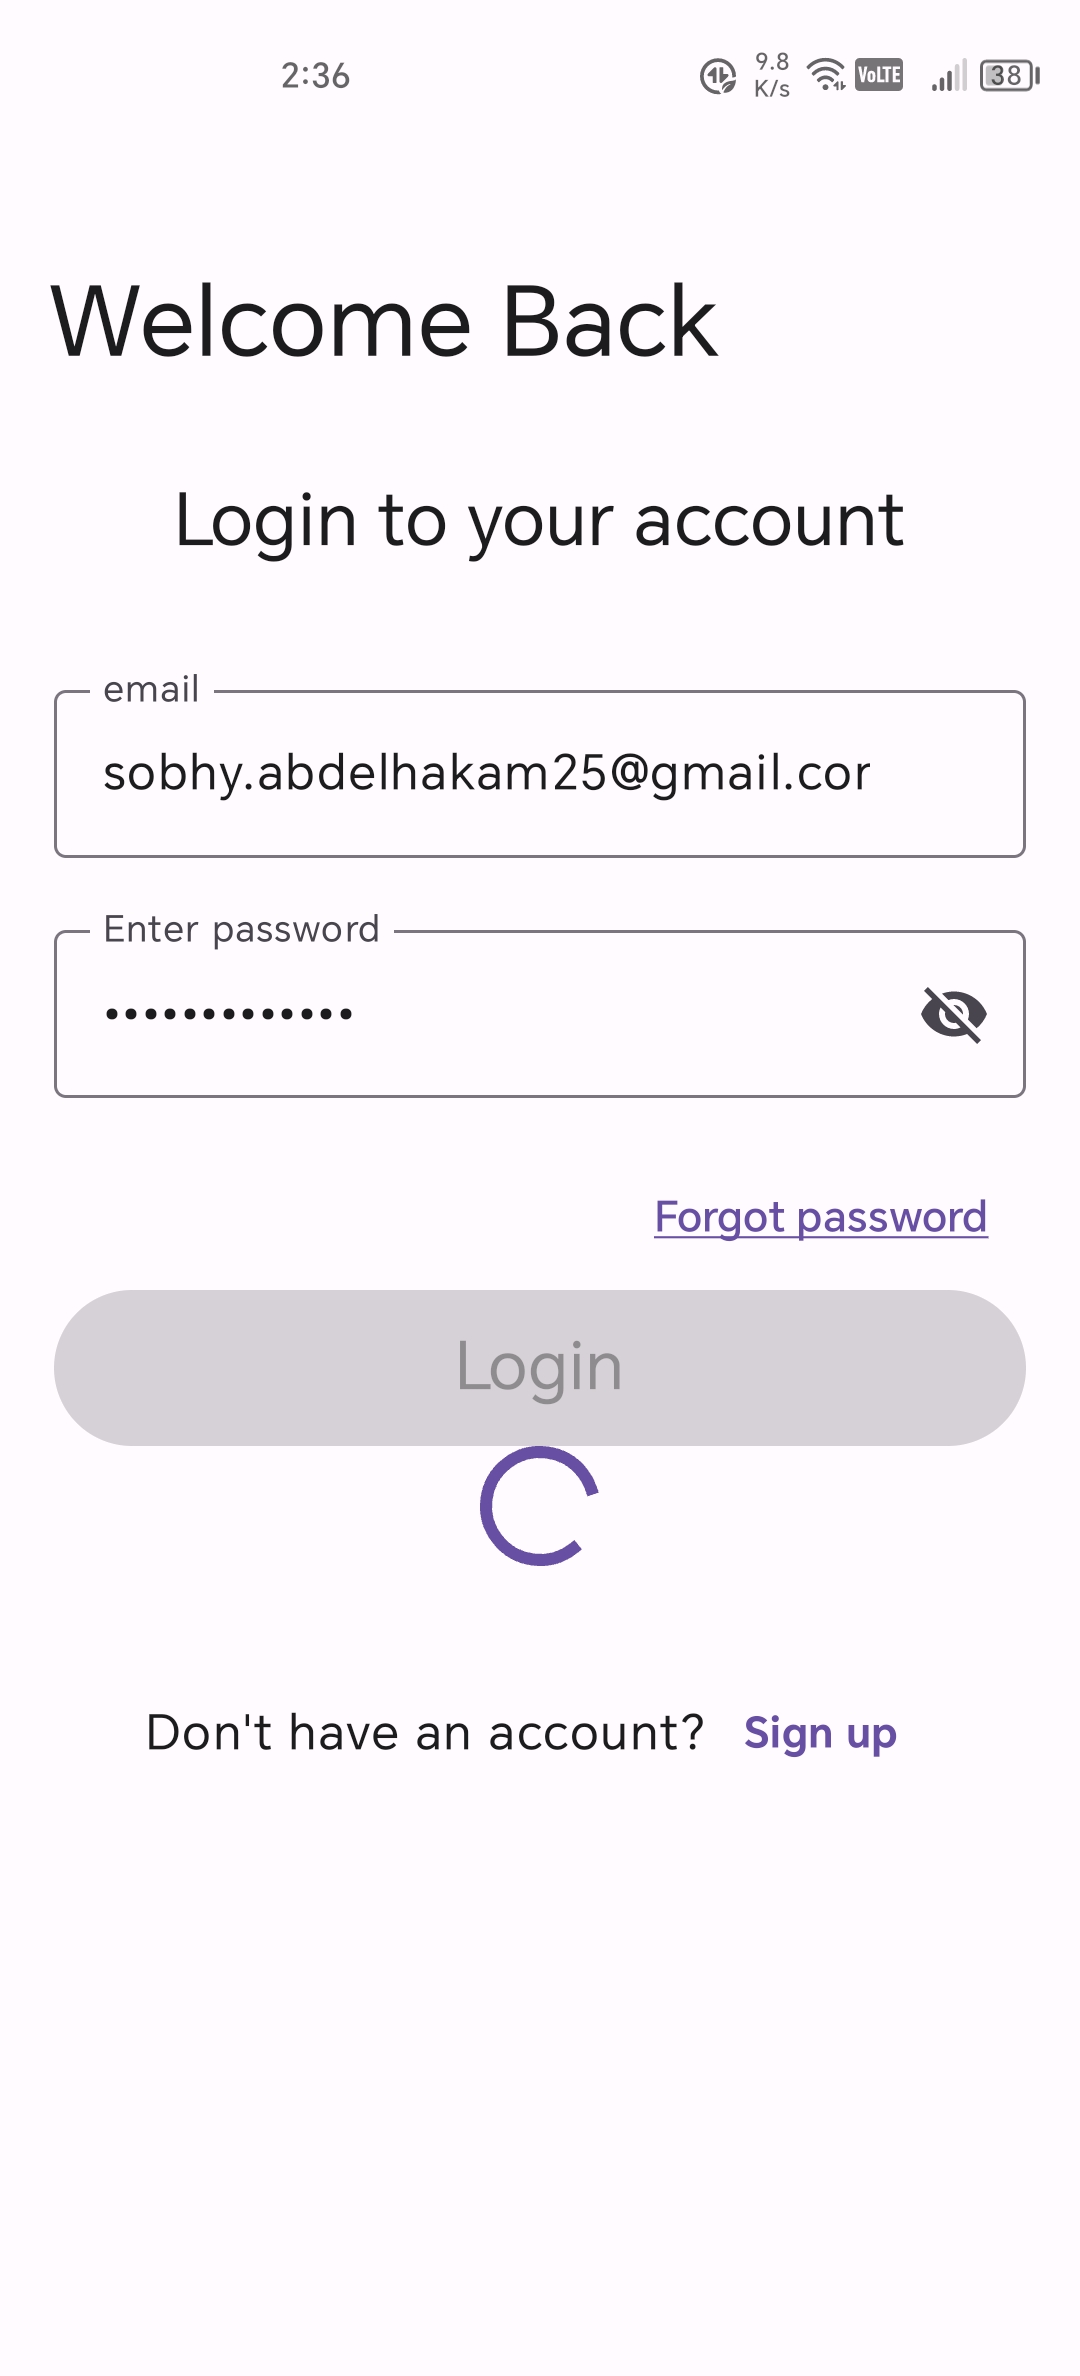 2:36
9.8 K/s
VoLTE
38
Welcome Back
Login to your account
email
sobhy.abdelhakam25@gmail.cor
Enter password
•••••••••••••
Forgot password
Login
Don't have an account? Sign up